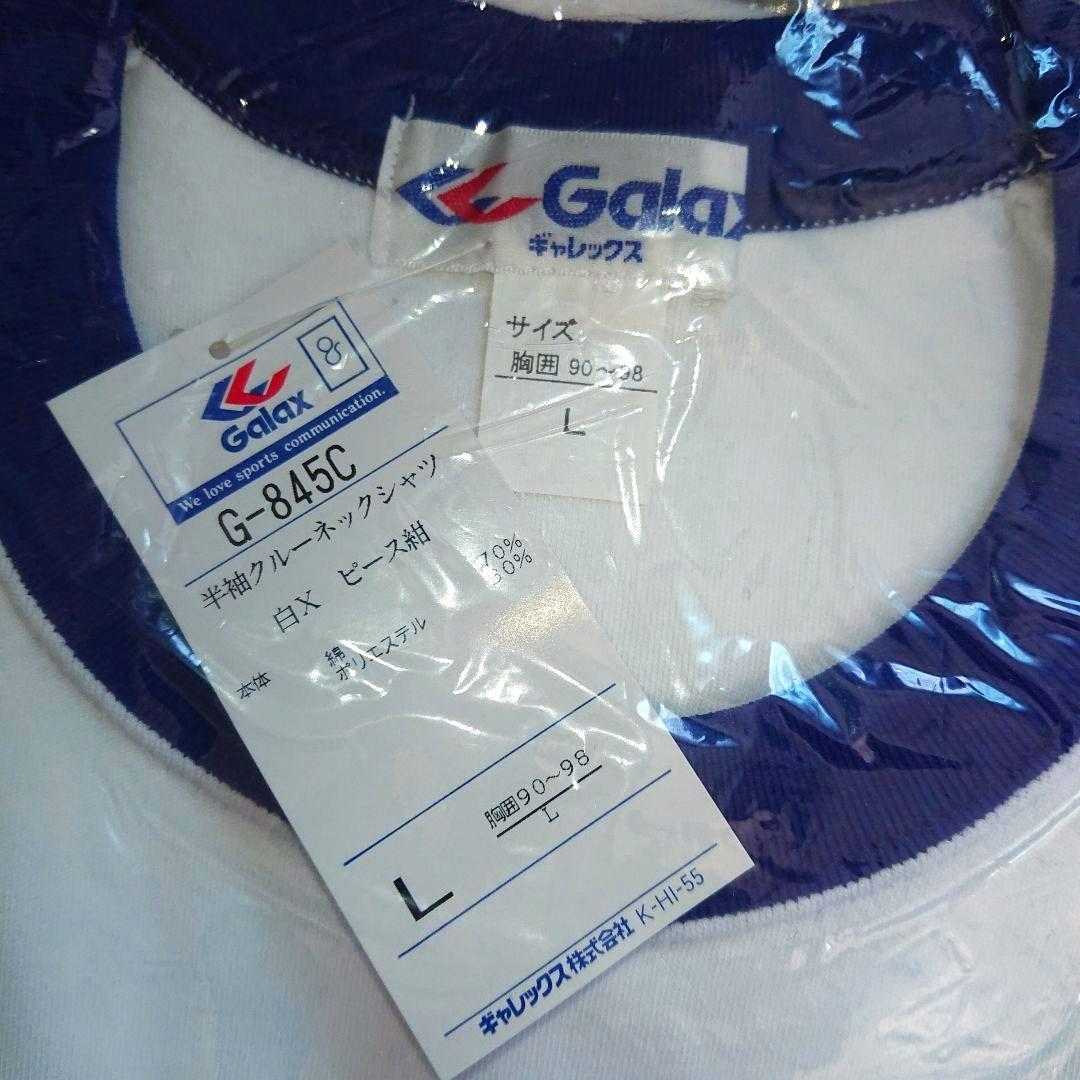 Galax
ギャレックス
サイズ
胸囲 90~98
L
8
Galax
We love sports communication.
G-845C
半袖クルーネックシャツ
白X ピース紺
本体 綿 70%
ポリエステル 30%
胸囲90~98
L
L
ギャレックス株式会社 K-HI-55